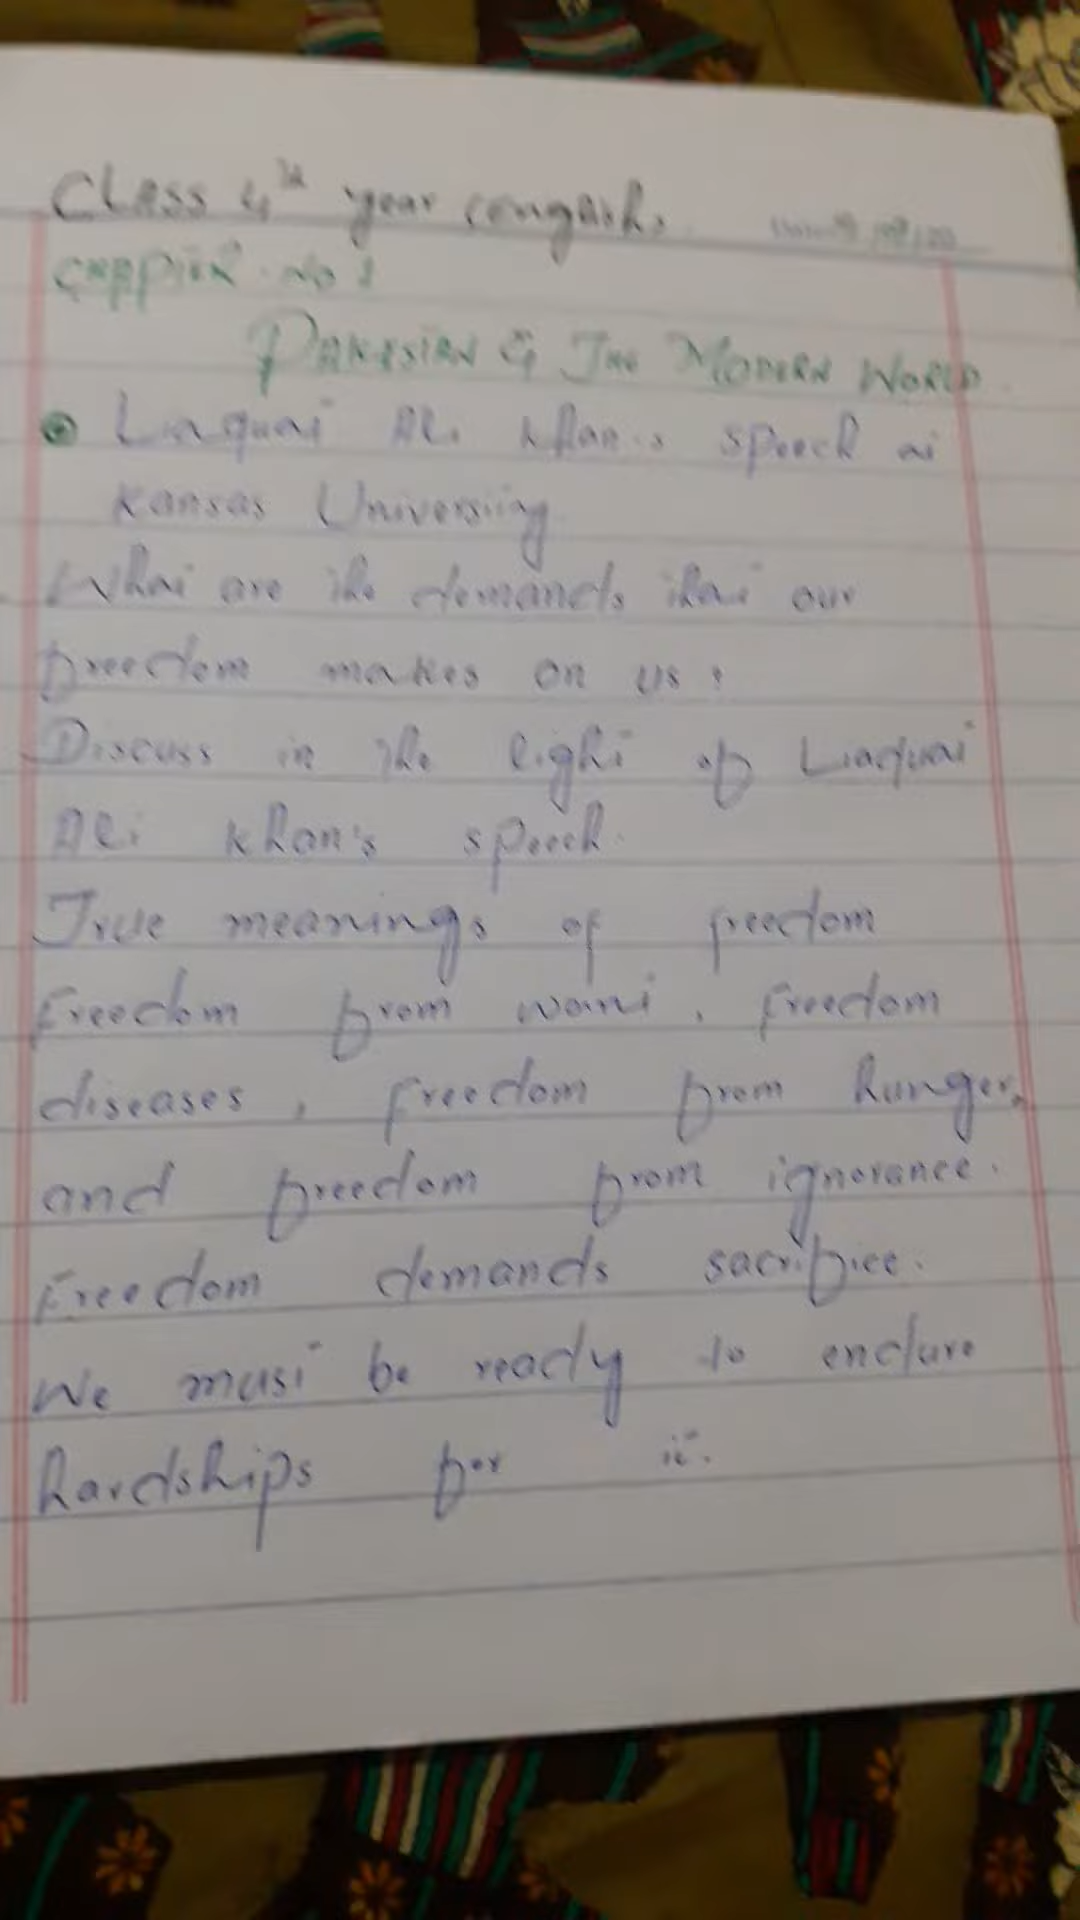 Class 4th year (english).
CHAPTER NO 1
PAKISTAN & THE MODERN WORLD
Liaquat Ali Khan's speech at
Kansas University
What are the demands that our
freedom makes on us?
Discuss in the light of Liaquat
Ali Khan's speech.
True meanings of freedom
Freedom from want, freedom
diseases, freedom from hunger,
and freedom from ignorance.
Freedom demands sacrifice.
We must be ready to endure
hardships for it.